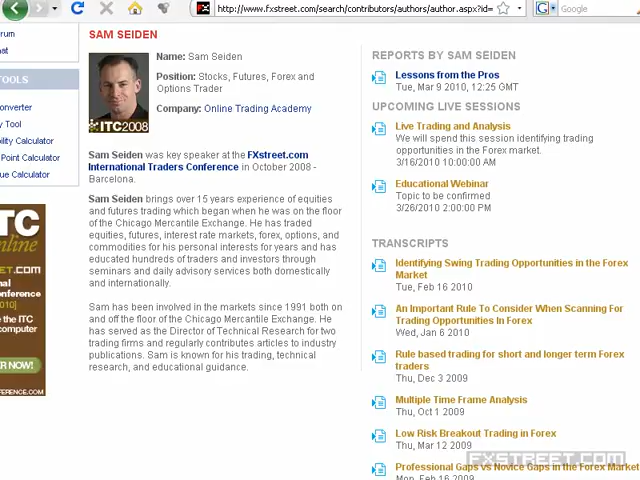 http://www.fxstreet.com/search/contributors/authors/author.aspx?id=
Google
SAM SEIDEN
TOOLS
onverter
y Tool
tility Calculator
Point Calculator
ue Calculator
ITC
nline
REET.COM
onal
onference
2010]
e the ITC
computer
ER NOW!
FERENCE.COM
ITC2008
Name: Sam Seiden
Position: Stocks, Futures, Forex and
Options Trader
Company: Online Trading Academy
Sam Seiden was key speaker at the FXstreet.com
International Traders Conference in October 2008 -
Barcelona.
Sam Seiden brings over 15 years experience of equities
and futures trading which began when he was on the floor
of the Chicago Mercantile Exchange. He has traded
equities, futures, interest rate markets, forex, options, and
commodities for his personal interests for years and has
educated hundreds of traders and investors through
seminars and daily advisory services both domestically
and internationally.
Sam has been involved in the markets since 1991 both on
and off the floor of the Chicago Mercantile Exchange. He
has served as the Director of Technical Research for two
trading firms and regularly contributes articles to industry
publications. Sam is known for his trading, technical
research, and educational guidance.
REPORTS BY SAM SEIDEN
Lessons from the Pros
Tue, Mar 9 2010, 12:25 GMT
UPCOMING LIVE SESSIONS
Live Trading and Analysis
We will spend this session identifying trading
opportunities in the Forex market.
3/16/2010 10:00:00 AM
Educational Webinar
Topic to be confirmed
3/26/2010 2:00:00 PM
TRANSCRIPTS
Identifying Swing Trading Opportunities in the Forex
Market
Tue, Feb 16 2010
An Important Rule To Consider When Scanning For
Trading Opportunities In Forex
Wed, Jan 6 2010
Rule based trading for short and longer term Forex
traders
Thu, Dec 3 2009
Multiple Time Frame Analysis
Thu, Oct 1 2009
Low Risk Breakout Trading in Forex
Thu, Mar 12 2009
Professional Gaps vs Novice Gaps in the Forex Market
Mon, Feb 16 2009
FXSTREET.COM